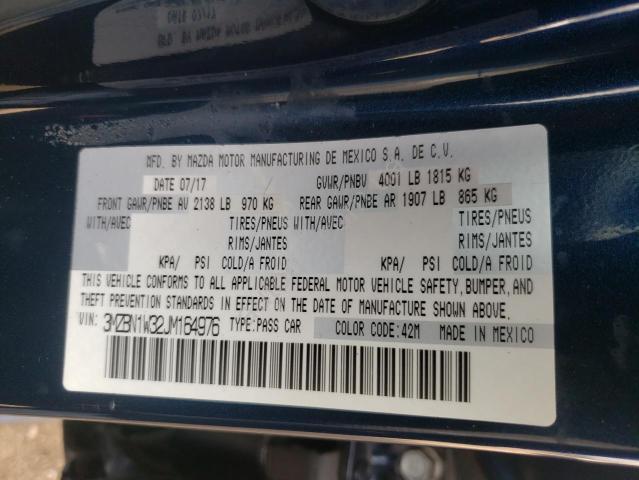 MFD. BY MAZDA MOTOR MANUFACTURING DE MEXICO S.A. DE C.V.
DATE 07/17 GVWR/PNBV 4001 LB 1815 KG
FRONT GAWR/PNBE AV 2138 LB 970 KG REAR GAWR/PNBE AR 1907 LB 865 KG
WITH/AVEC TIRES/PNEUS WITH/AVEC TIRES/PNEUS
RIMS/JANTES RIMS/JANTES
KPA/ PSI COLD/A FROID KPA/ PSI COLD/A FROID
THIS VEHICLE CONFORMS TO ALL APPLICABLE FEDERAL MOTOR VEHICLE SAFETY, BUMPER, AND
THEFT PREVENTION STANDARDS IN EFFECT ON THE DATE OF MANUFACTURE SHOWN ABOVE.
VIN: 3MZBN1W32JM164976 TYPE: PASS CAR COLOR CODE: 42M MADE IN MEXICO